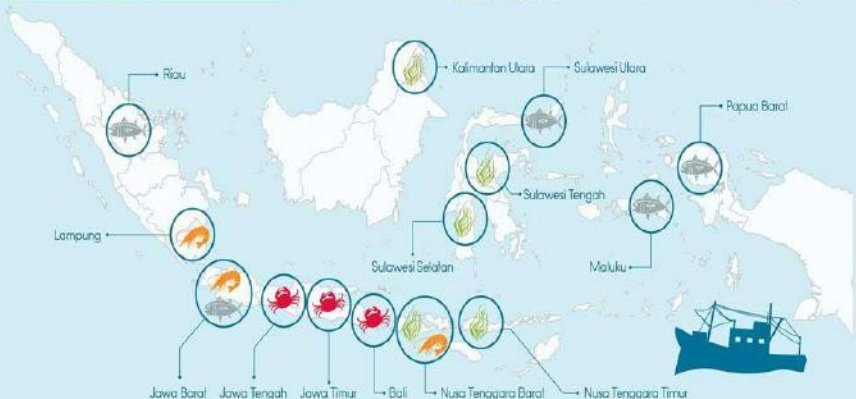 Riau
Kalimantan Utara
Sulawesi Utara
Papua Barat
Sulawesi Tengah
Lampung
Sulawesi Selatan
Maluku
Jawa Barat
Jawa Tengah
Jawa Timur
Bali
Nusa Tenggara Barat
Nusa Tenggara Timur